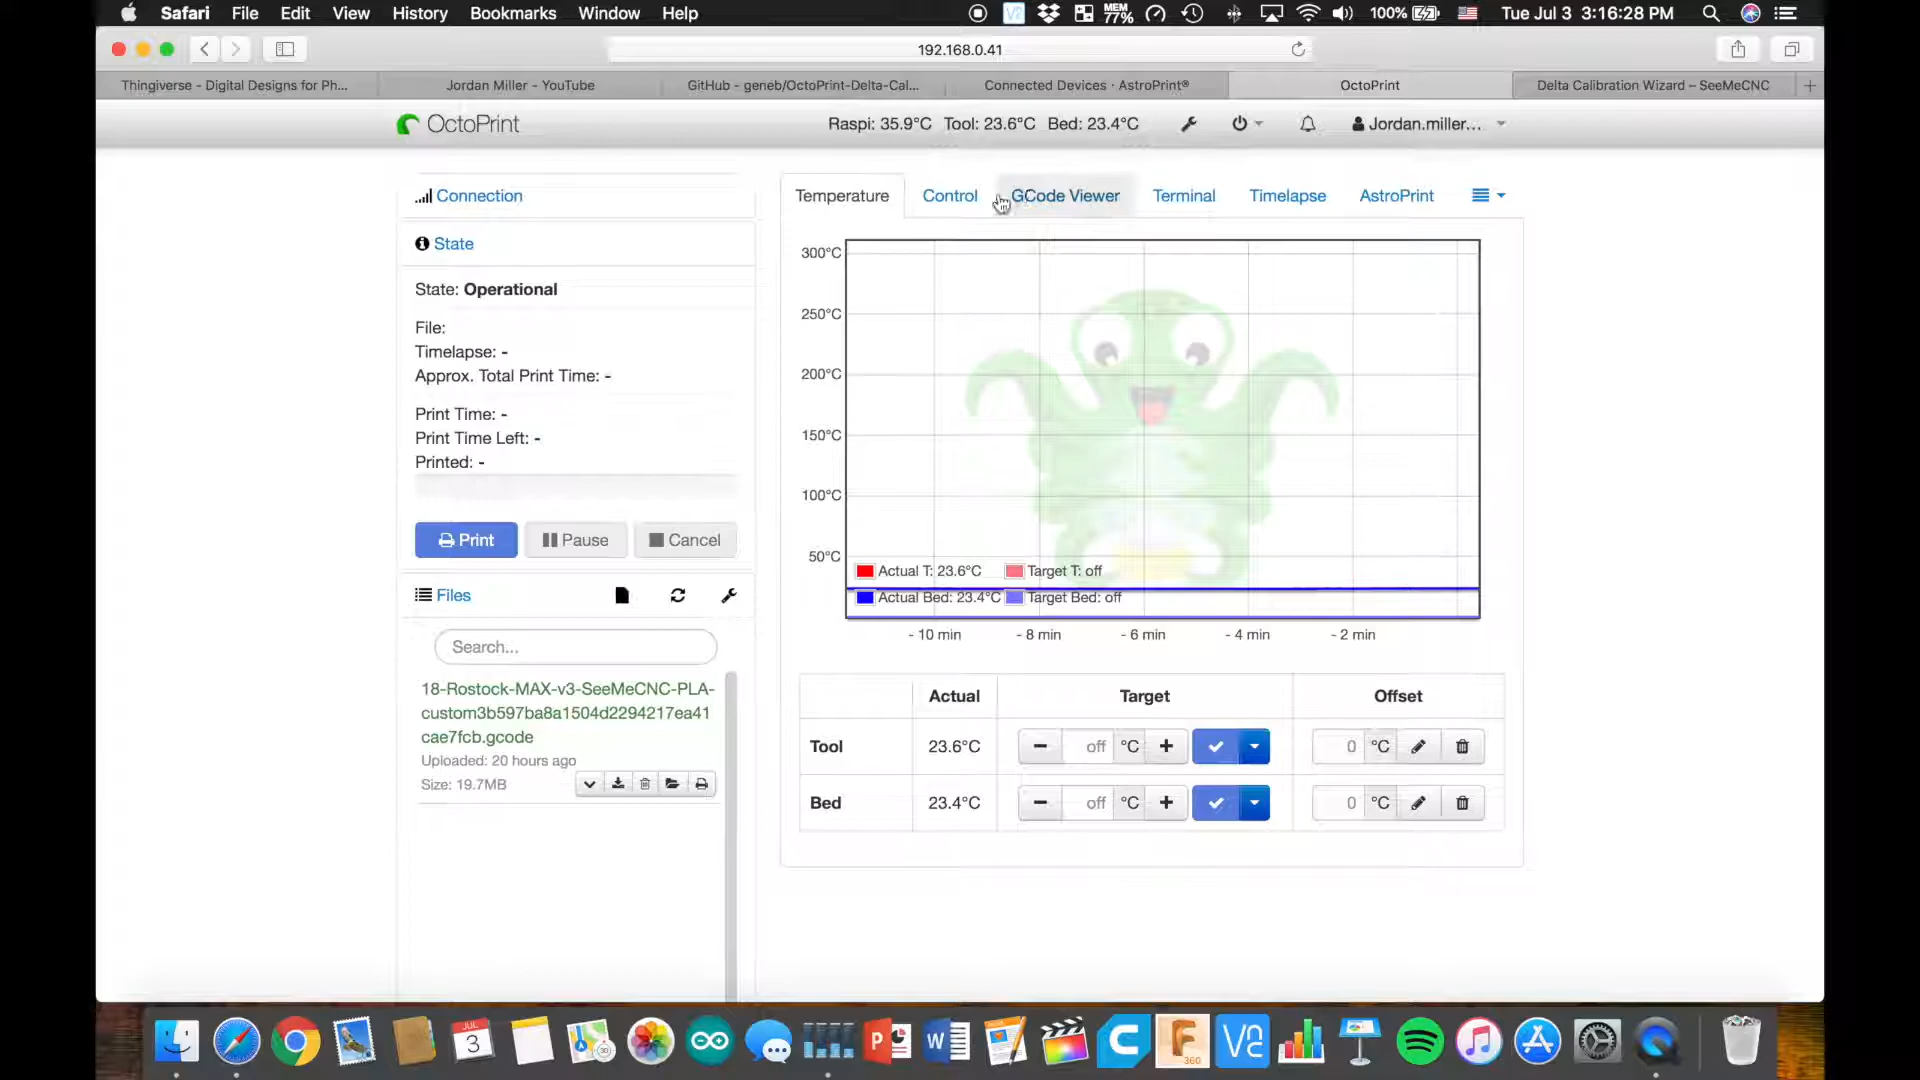 Safari File Edit View History Bookmarks Window Help
MEM 77% 100% Tue Jul 3 3:16:28 PM
192.168.0.41
Thingiverse - Digital Designs for Ph...
Jordan Miller - YouTube
GitHub - geneb/OctoPrint-Delta-Cal...
Connected Devices · AstroPrint®
OctoPrint
Delta Calibration Wizard – SeeMeCNC
OctoPrint
Raspi: 35.9°C Tool: 23.6°C Bed: 23.4°C
Jordan.miller...
Connection
State
State: Operational
File:
Timelapse: -
Approx. Total Print Time: -
Print Time: -
Print Time Left: -
Printed: -
Print Pause Cancel
Files
Search...
18-Rostock-MAX-v3-SeeMeCNC-PLA-
custom3b597ba8a1504d2294217ea41
cae7fcb.gcode
Uploaded: 20 hours ago
Size: 19.7MB
Temperature Control GCode Viewer Terminal Timelapse AstroPrint
300°C
250°C
200°C
150°C
100°C
50°C
Actual T: 23.6°C Target T: off
Actual Bed: 23.4°C Target Bed: off
- 10 min - 8 min - 6 min - 4 min - 2 min
Actual Target Offset
Tool 23.6°C off °C 0 °C
Bed 23.4°C off °C 0 °C
JUL
3
360